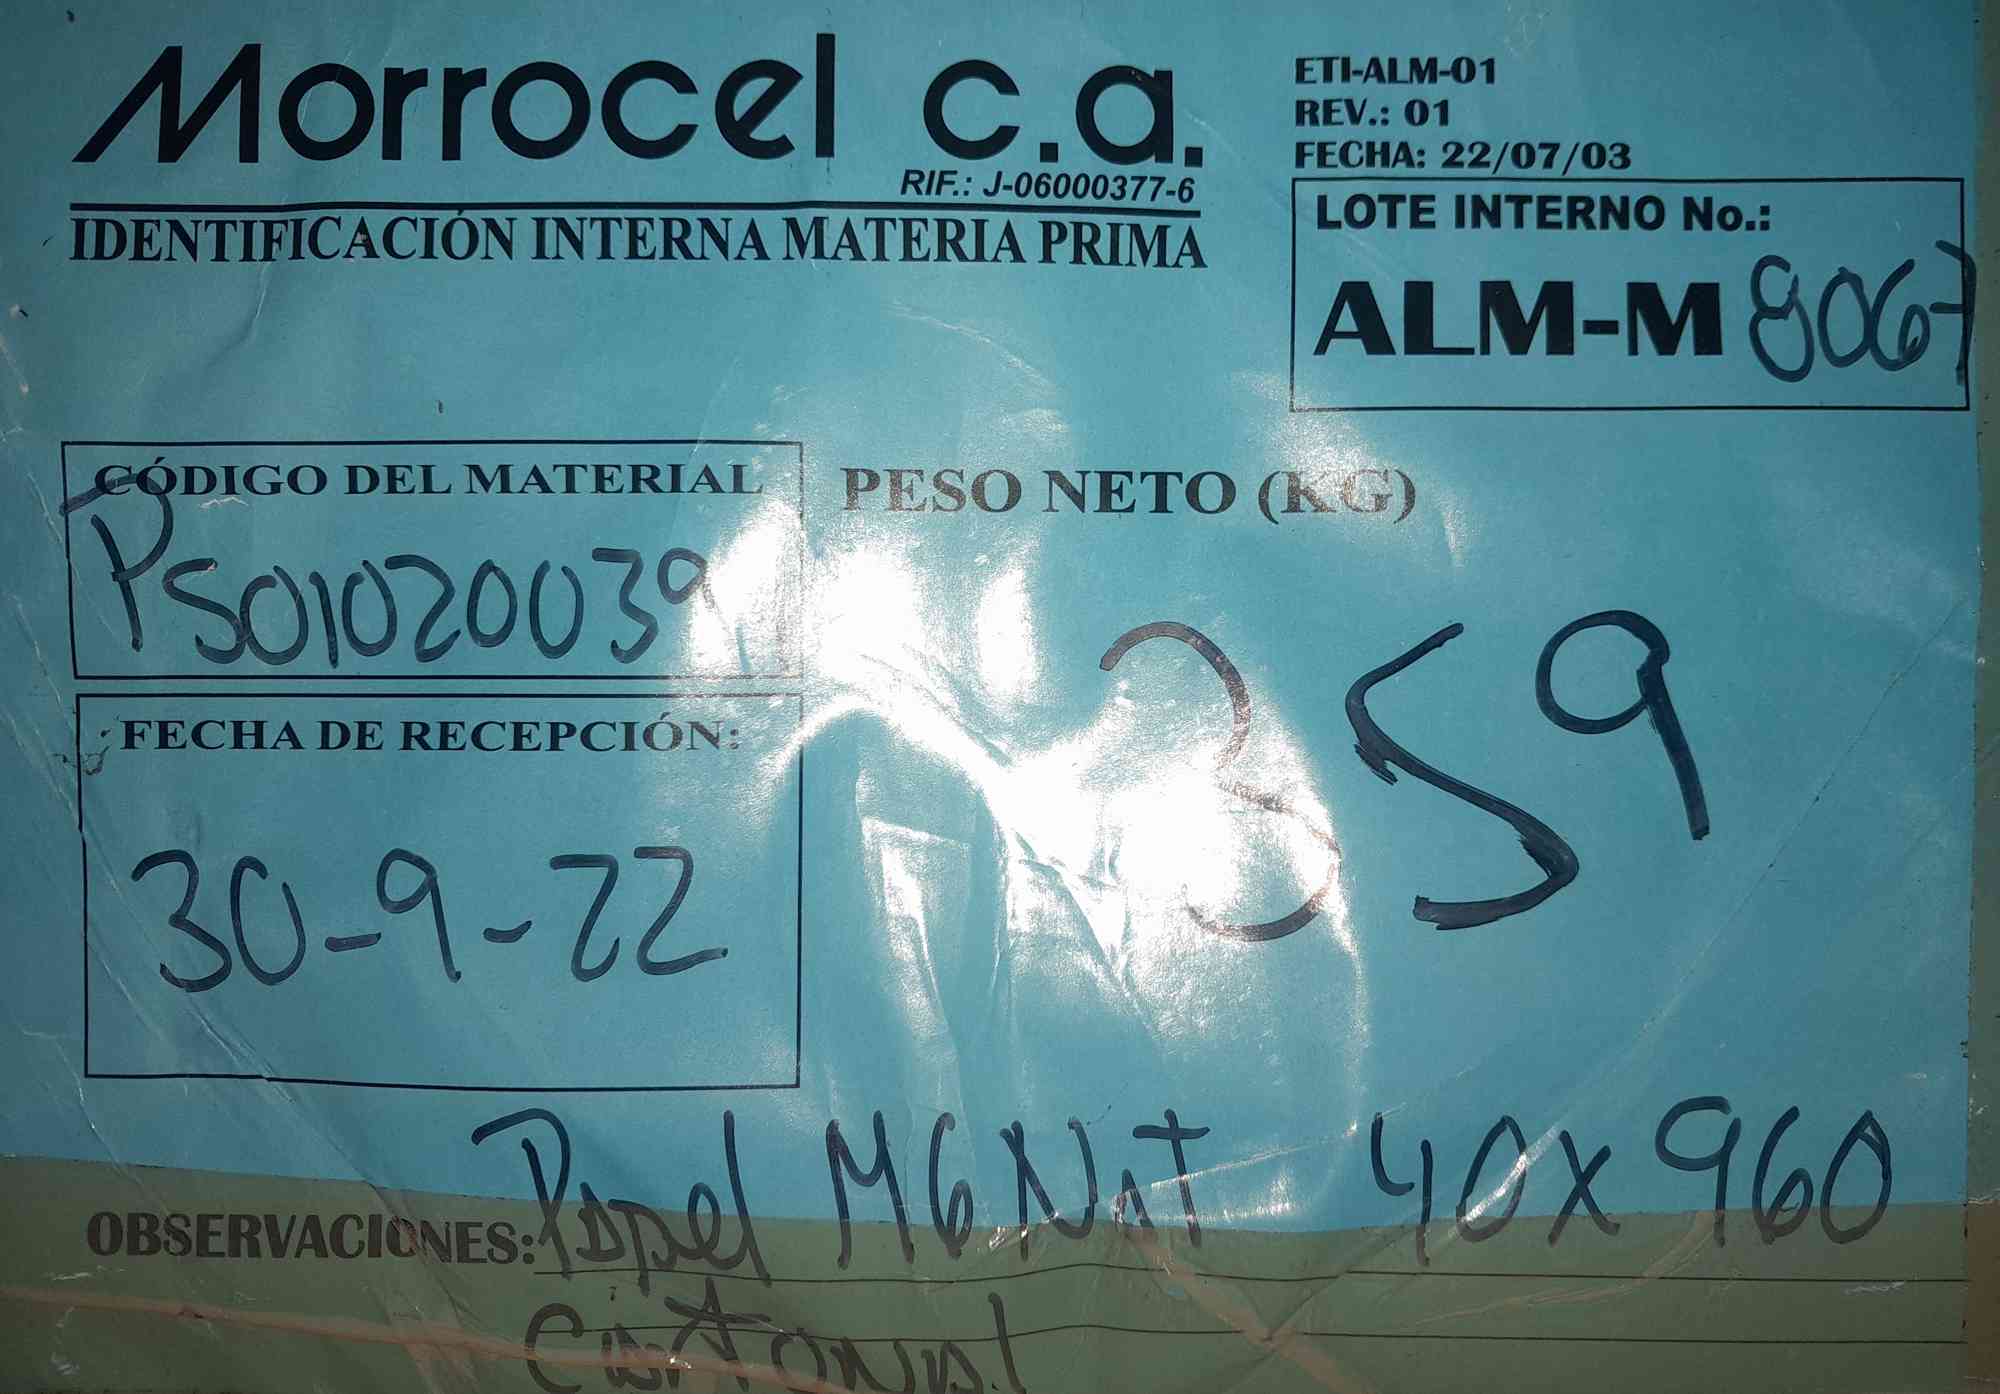 Morrocel c.a.
RIF.: J-06000377-6
IDENTIFICACIÓN INTERNA MATERIA PRIMA
ETI-ALM-01
REV.: 01
FECHA: 22/07/03
LOTE INTERNO No.:
ALM-M 8067
CÓDIGO DEL MATERIAL
PS01020039
PESO NETO (KG)
359
FECHA DE RECEPCIÓN:
30-9-22
OBSERVACIONES: Papel MG Nat 40x960